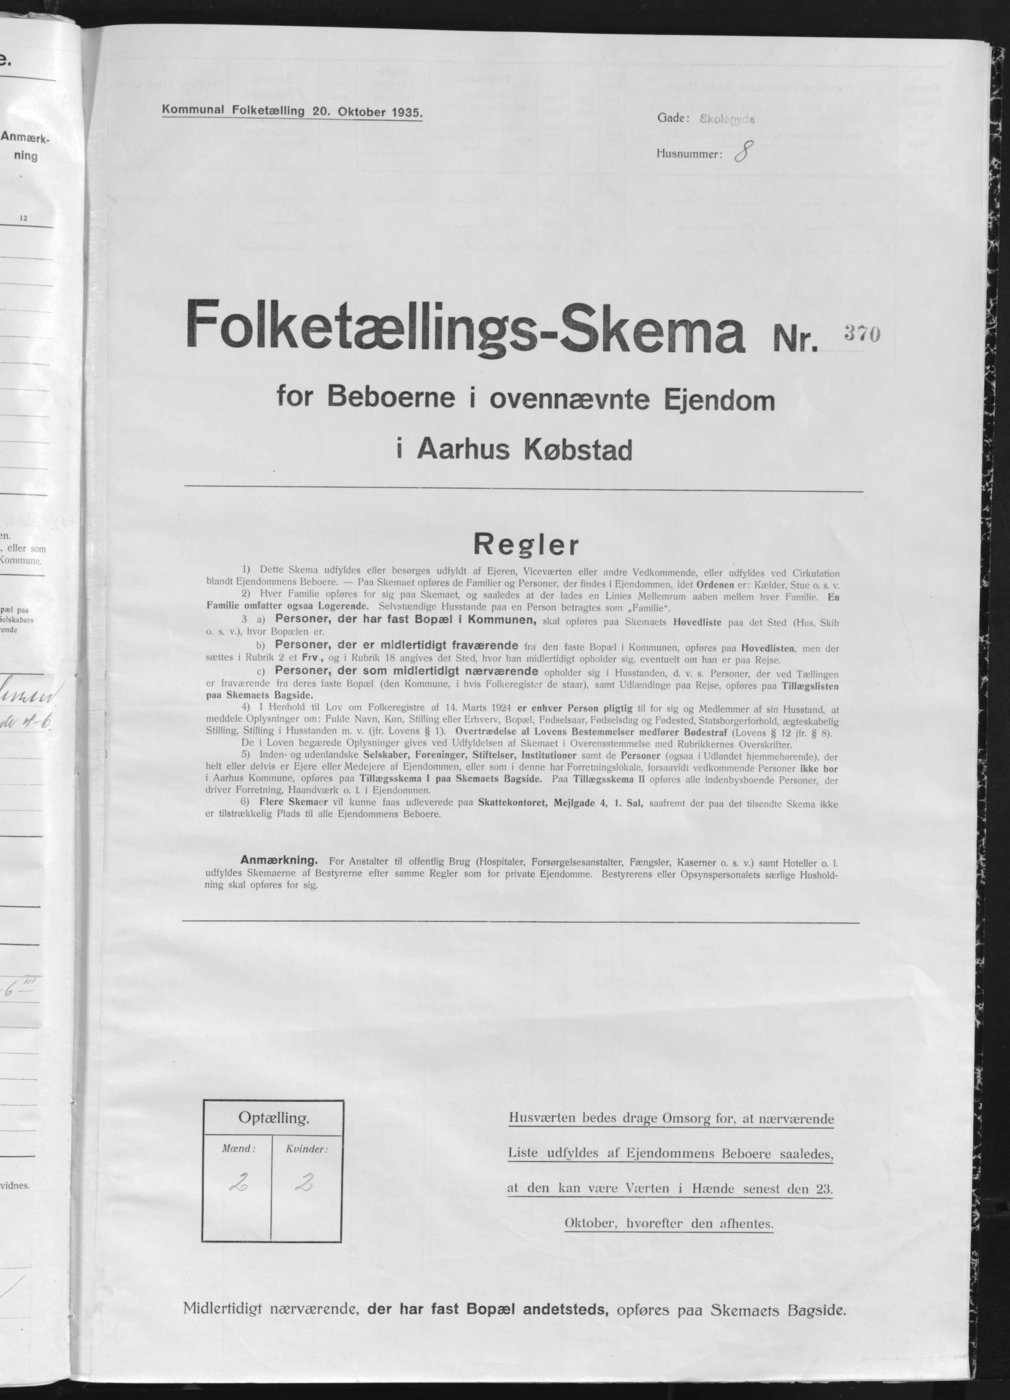 e.
Anmærk-
ning
12
en.
, eller som
Kommune.
pæl paa
Selskabers
rende
de 4-6.
6 III
vidnes.
Kommunal Folketælling 20. Oktober 1935.
Gade: Skolegyde
Husnummer: 8
Folketællings-Skema Nr. 370
for Beboerne i ovennævnte Ejendom
i Aarhus Købstad
Regler
1) Dette Skema udfyldes eller besørges udfyldt af Ejeren, Viceværten eller andre Vedkommende, eller udfyldes ved Cirkulation
blandt Ejendommens Beboere. — Paa Skemaet opføres de Familier og Personer, der findes i Ejendommen, idet Ordenen er: Kælder, Stue o. s. v.
2) Hver Familie opføres for sig paa Skemaet, og saaledes at der lades en Linies Mellemrum aaben mellem hver Familie. En
Familie omfatter ogsaa Logerende. Selvstændige Husstande paa en Person betragtes som „Familie“.
3 a) Personer, der har fast Bopæl i Kommunen, skal opføres paa Skemaets Hovedliste paa det Sted (Hus, Skib
o. s. v.), hvor Bopælen er.
b) Personer, der er midlertidigt fraværende fra den faste Bopæl i Kommunen, opføres paa Hovedlisten, men der
sættes i Rubrik 2 et Frv., og i Rubrik 18 angives det Sted, hvor han midlertidigt opholder sig, eventuelt om han er paa Rejse.
c) Personer, der som midlertidigt nærværende opholder sig i Husstanden, d. v. s. Personer, der ved Tællingen
er fraværende fra deres faste Bopæl (den Kommune, i hvis Folkeregister de staar), samt Udlændinge paa Rejse, opføres paa Tillægslisten
paa Skemaets Bagside.
4) I Henhold til Lov om Folkeregistre af 14. Marts 1924 er enhver Person pligtig til for sig og Medlemmer af sin Husstand, at
meddele Oplysninger om: Fulde Navn, Køn, Stilling eller Erhverv, Bopæl, Fødselsaar, Fødselsdag og Fødested, Statsborgerforhold, ægteskabelig
Stilling, Stilling i Husstanden m. v. (jfr. Lovens § 1). Overtrædelse af Lovens Bestemmelser medfører Bødestraf (Lovens § 12 jfr. § 8).
De i Loven begærede Oplysninger gives ved Udfyldelsen af Skemaet i Overensstemmelse med Rubrikkernes Overskrifter.
5) Inden- og udenlandske Selskaber, Foreninger, Stiftelser, Institutioner samt de Personer (ogsaa i Udlandet hjemmehørende), der
helt eller delvis er Ejere eller Medejere af Ejendommen, eller som i denne har Forretningslokale, forsaavidt vedkommende Personer ikke bor
i Aarhus Kommune, opføres paa Tillægsskema I paa Skemaets Bagside. Paa Tillægsskema II opføres alle indenbysboende Personer, der
driver Forretning, Haandværk o. l. i Ejendommen.
6) Flere Skemaer vil kunne faas udleverede paa Skattekontoret, Mejlgade 4, 1. Sal, saafremt der paa det tilsendte Skema ikke
er tilstrækkelig Plads til alle Ejendommens Beboere.
Anmærkning. For Anstalter til offentlig Brug (Hospitaler, Forsørgelsesanstalter, Fængsler, Kaserner o. s. v.) samt Hoteller o. l.
udfyldes Skemaerne af Bestyrerne efter samme Regler som for private Ejendomme. Bestyrerens eller Opsynspersonalets særlige Hushold-
ning skal opføres for sig.
Optælling.
Mænd: Kvinder:
2 2
Husværten bedes drage Omsorg for, at nærværende
Liste udfyldes af Ejendommens Beboere saaledes,
at den kan være Værten i Hænde senest den 23.
Oktober, hvorefter den afhentes.
Midlertidigt nærværende, der har fast Bopæl andetsteds, opføres paa Skemaets Bagside.